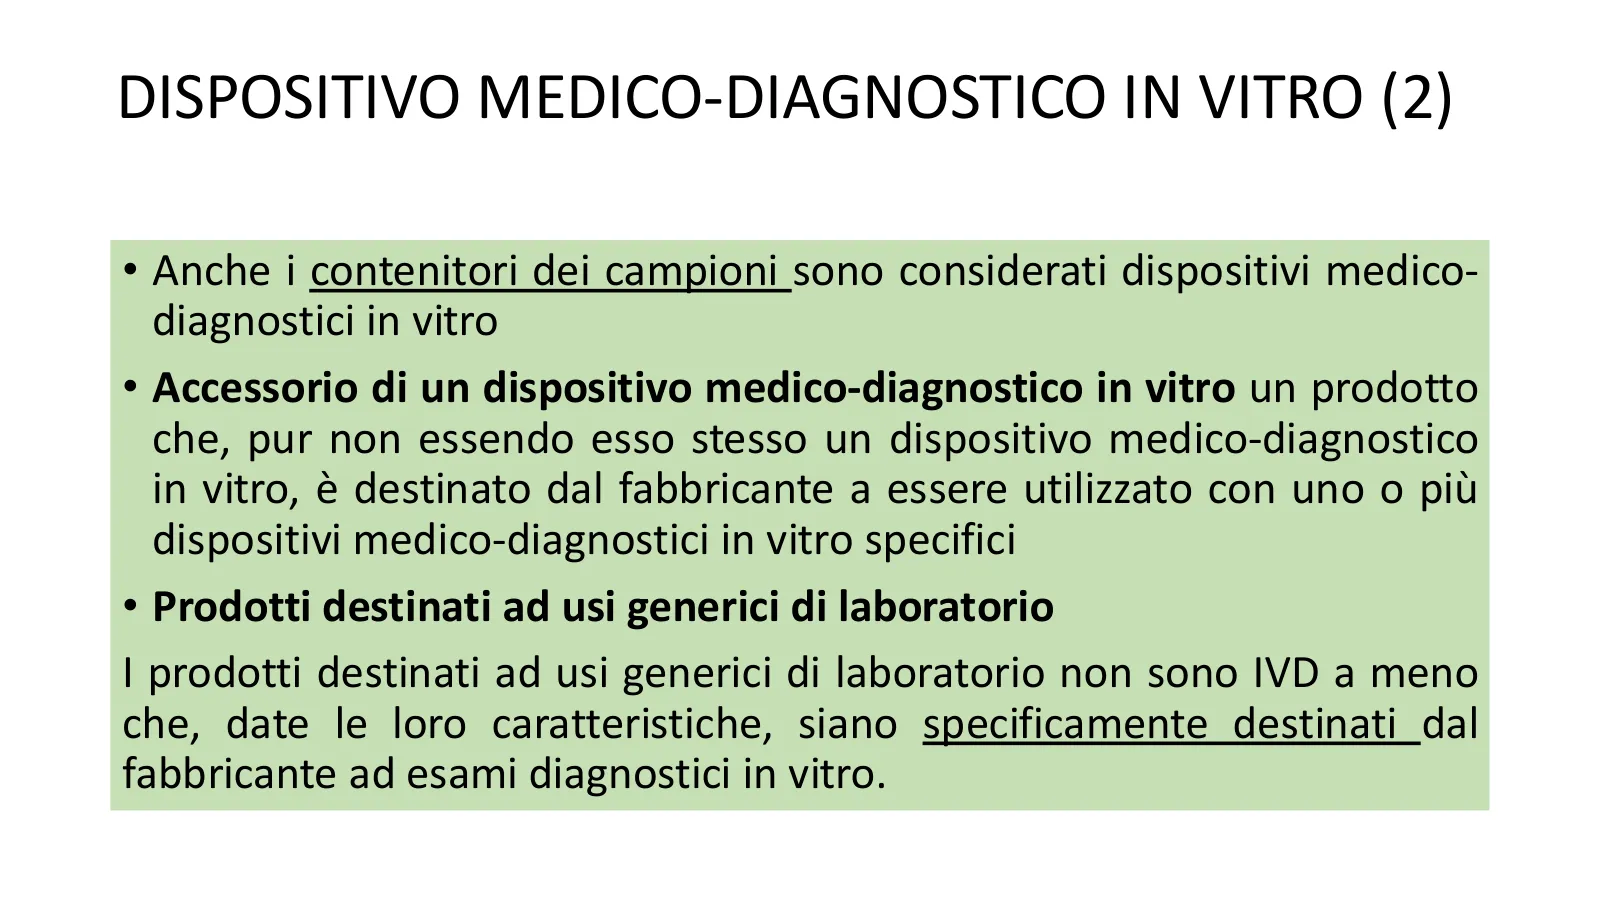 DISPOSITIVO MEDICO-DIAGNOSTICO IN VITRO (2)
• Anche i contenitori dei campioni sono considerati dispositivi medico-
diagnostici in vitro
• Accessorio di un dispositivo medico-diagnostico in vitro un prodotto
che, pur non essendo esso stesso un dispositivo medico-diagnostico
in vitro, è destinato dal fabbricante a essere utilizzato con uno o più
dispositivi medico-diagnostici in vitro specifici
• Prodotti destinati ad usi generici di laboratorio
I prodotti destinati ad usi generici di laboratorio non sono IVD a meno
che, date le loro caratteristiche, siano specificamente destinati dal
fabbricante ad esami diagnostici in vitro.